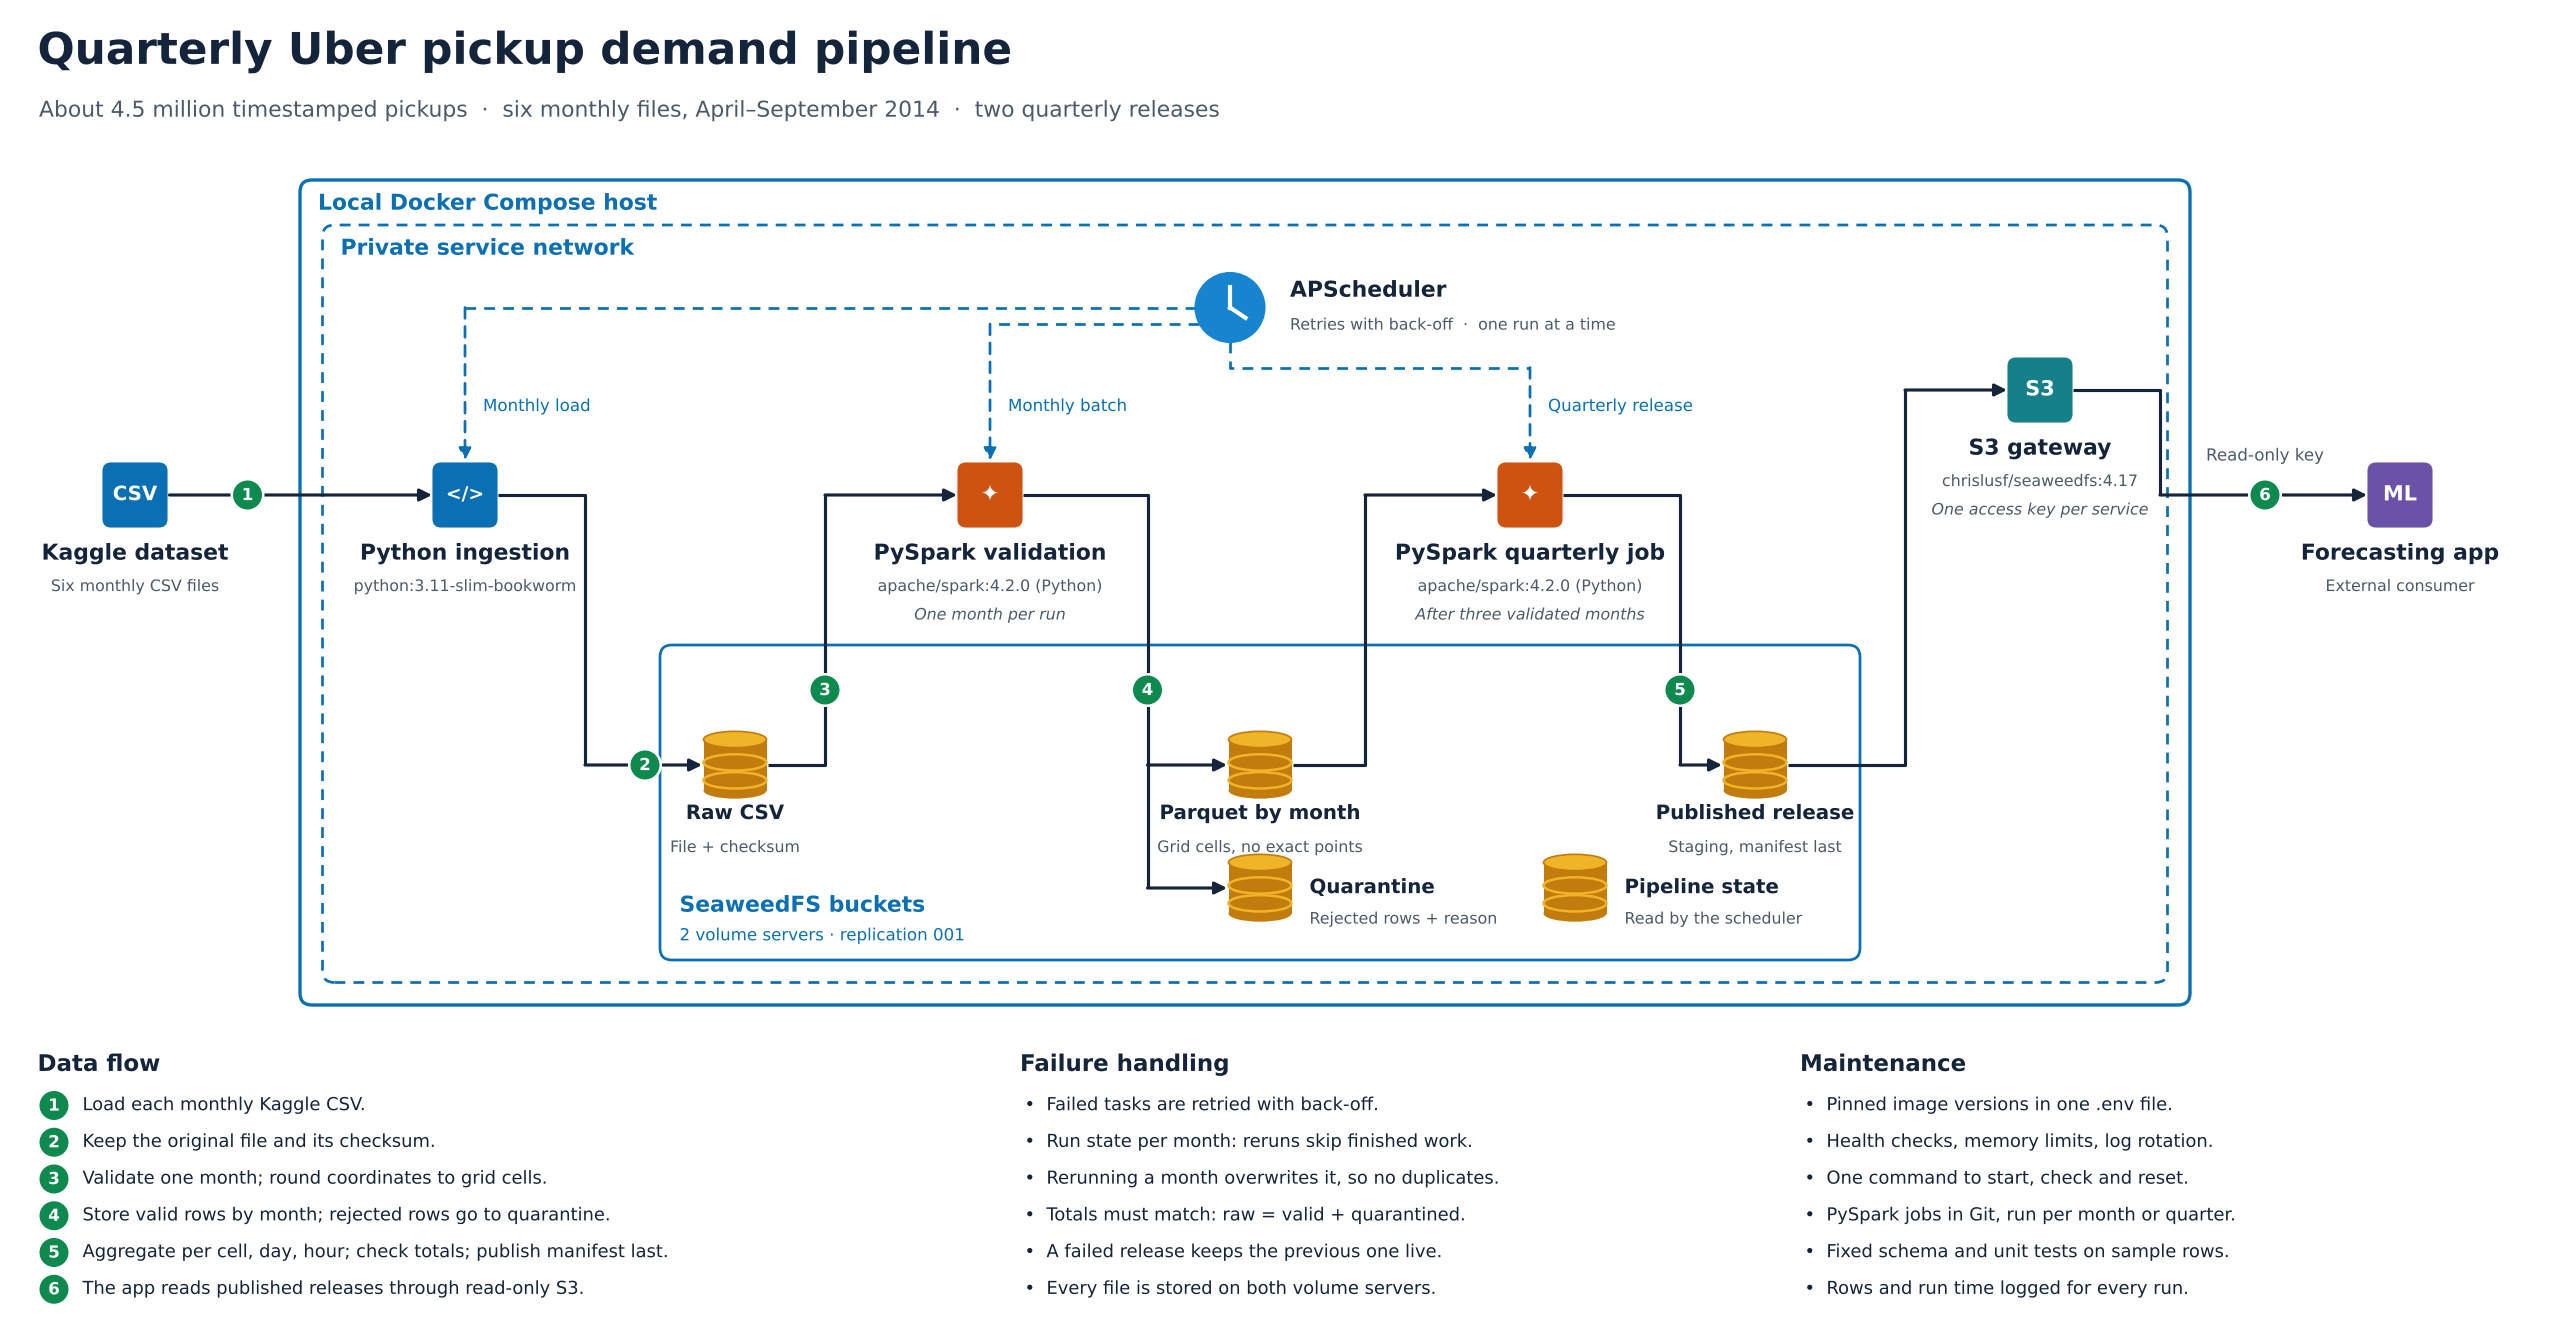 Quarterly Uber pickup demand pipeline
About 4.5 million timestamped pickups · six monthly files, April–September 2014 · two quarterly releases
Local Docker Compose host
Private service network
APScheduler
Retries with back-off · one run at a time
Monthly load
Monthly batch
Quarterly release
CSV
1
Kaggle dataset
Six monthly CSV files
</>
Python ingestion
python:3.11-slim-bookworm
PySpark validation
apache/spark:4.2.0 (Python)
One month per run
PySpark quarterly job
apache/spark:4.2.0 (Python)
After three validated months
S3
S3 gateway
chrislusf/seaweedfs:4.17
One access key per service
Read-only key
6
ML
Forecasting app
External consumer
2
3
4
5
Raw CSV
File + checksum
Parquet by month
Grid cells, no exact points
Published release
Staging, manifest last
Quarantine
Rejected rows + reason
Pipeline state
Read by the scheduler
SeaweedFS buckets
2 volume servers · replication 001
Data flow
1 Load each monthly Kaggle CSV.
2 Keep the original file and its checksum.
3 Validate one month; round coordinates to grid cells.
4 Store valid rows by month; rejected rows go to quarantine.
5 Aggregate per cell, day, hour; check totals; publish manifest last.
6 The app reads published releases through read-only S3.
Failure handling
• Failed tasks are retried with back-off.
• Run state per month: reruns skip finished work.
• Rerunning a month overwrites it, so no duplicates.
• Totals must match: raw = valid + quarantined.
• A failed release keeps the previous one live.
• Every file is stored on both volume servers.
Maintenance
• Pinned image versions in one .env file.
• Health checks, memory limits, log rotation.
• One command to start, check and reset.
• PySpark jobs in Git, run per month or quarter.
• Fixed schema and unit tests on sample rows.
• Rows and run time logged for every run.